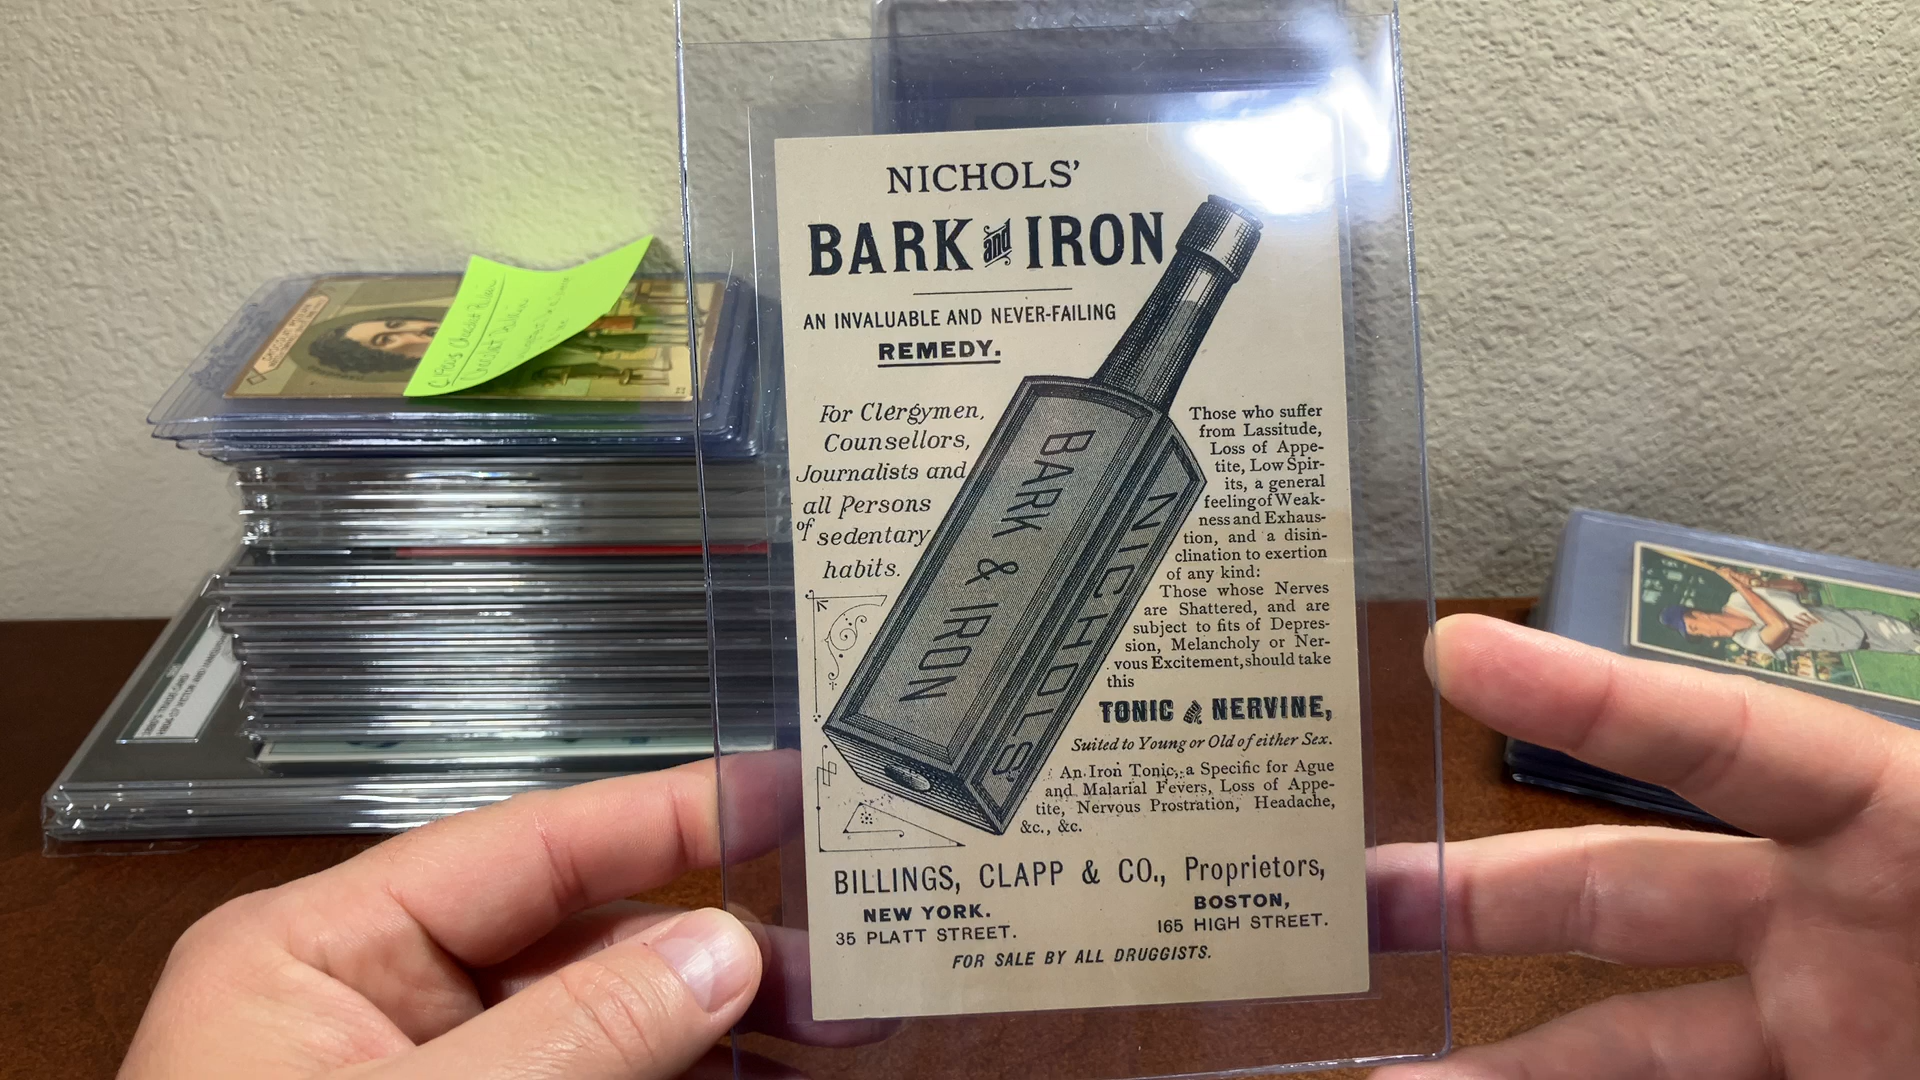 NICHOLS'
BARK and IRON
AN INVALUABLE AND NEVER-FAILING
REMEDY.
For Clergymen,
Counsellors,
Journalists and
all Persons
of sedentary
habits.
BARK & IRON
NICHOLS'
Those who suffer
from Lassitude,
Loss of Appe-
tite, Low Spir-
its, a general
feeling of Weak-
ness and Exhaus-
tion, and a disin-
clination to exertion
of any kind:
Those whose Nerves
are Shattered, and are
subject to fits of Depres-
sion, Melancholy or Ner-
vous Excitement, should take
this
TONIC & NERVINE,
Suited to Young or Old of either Sex.
An Iron Tonic, a Specific for Ague
and Malarial Fevers, Loss of Appe-
tite, Nervous Prostration, Headache,
&c., &c.
BILLINGS, CLAPP & CO., Proprietors,
NEW YORK.
35 PLATT STREET.
BOSTON,
165 HIGH STREET.
FOR SALE BY ALL DRUGGISTS.